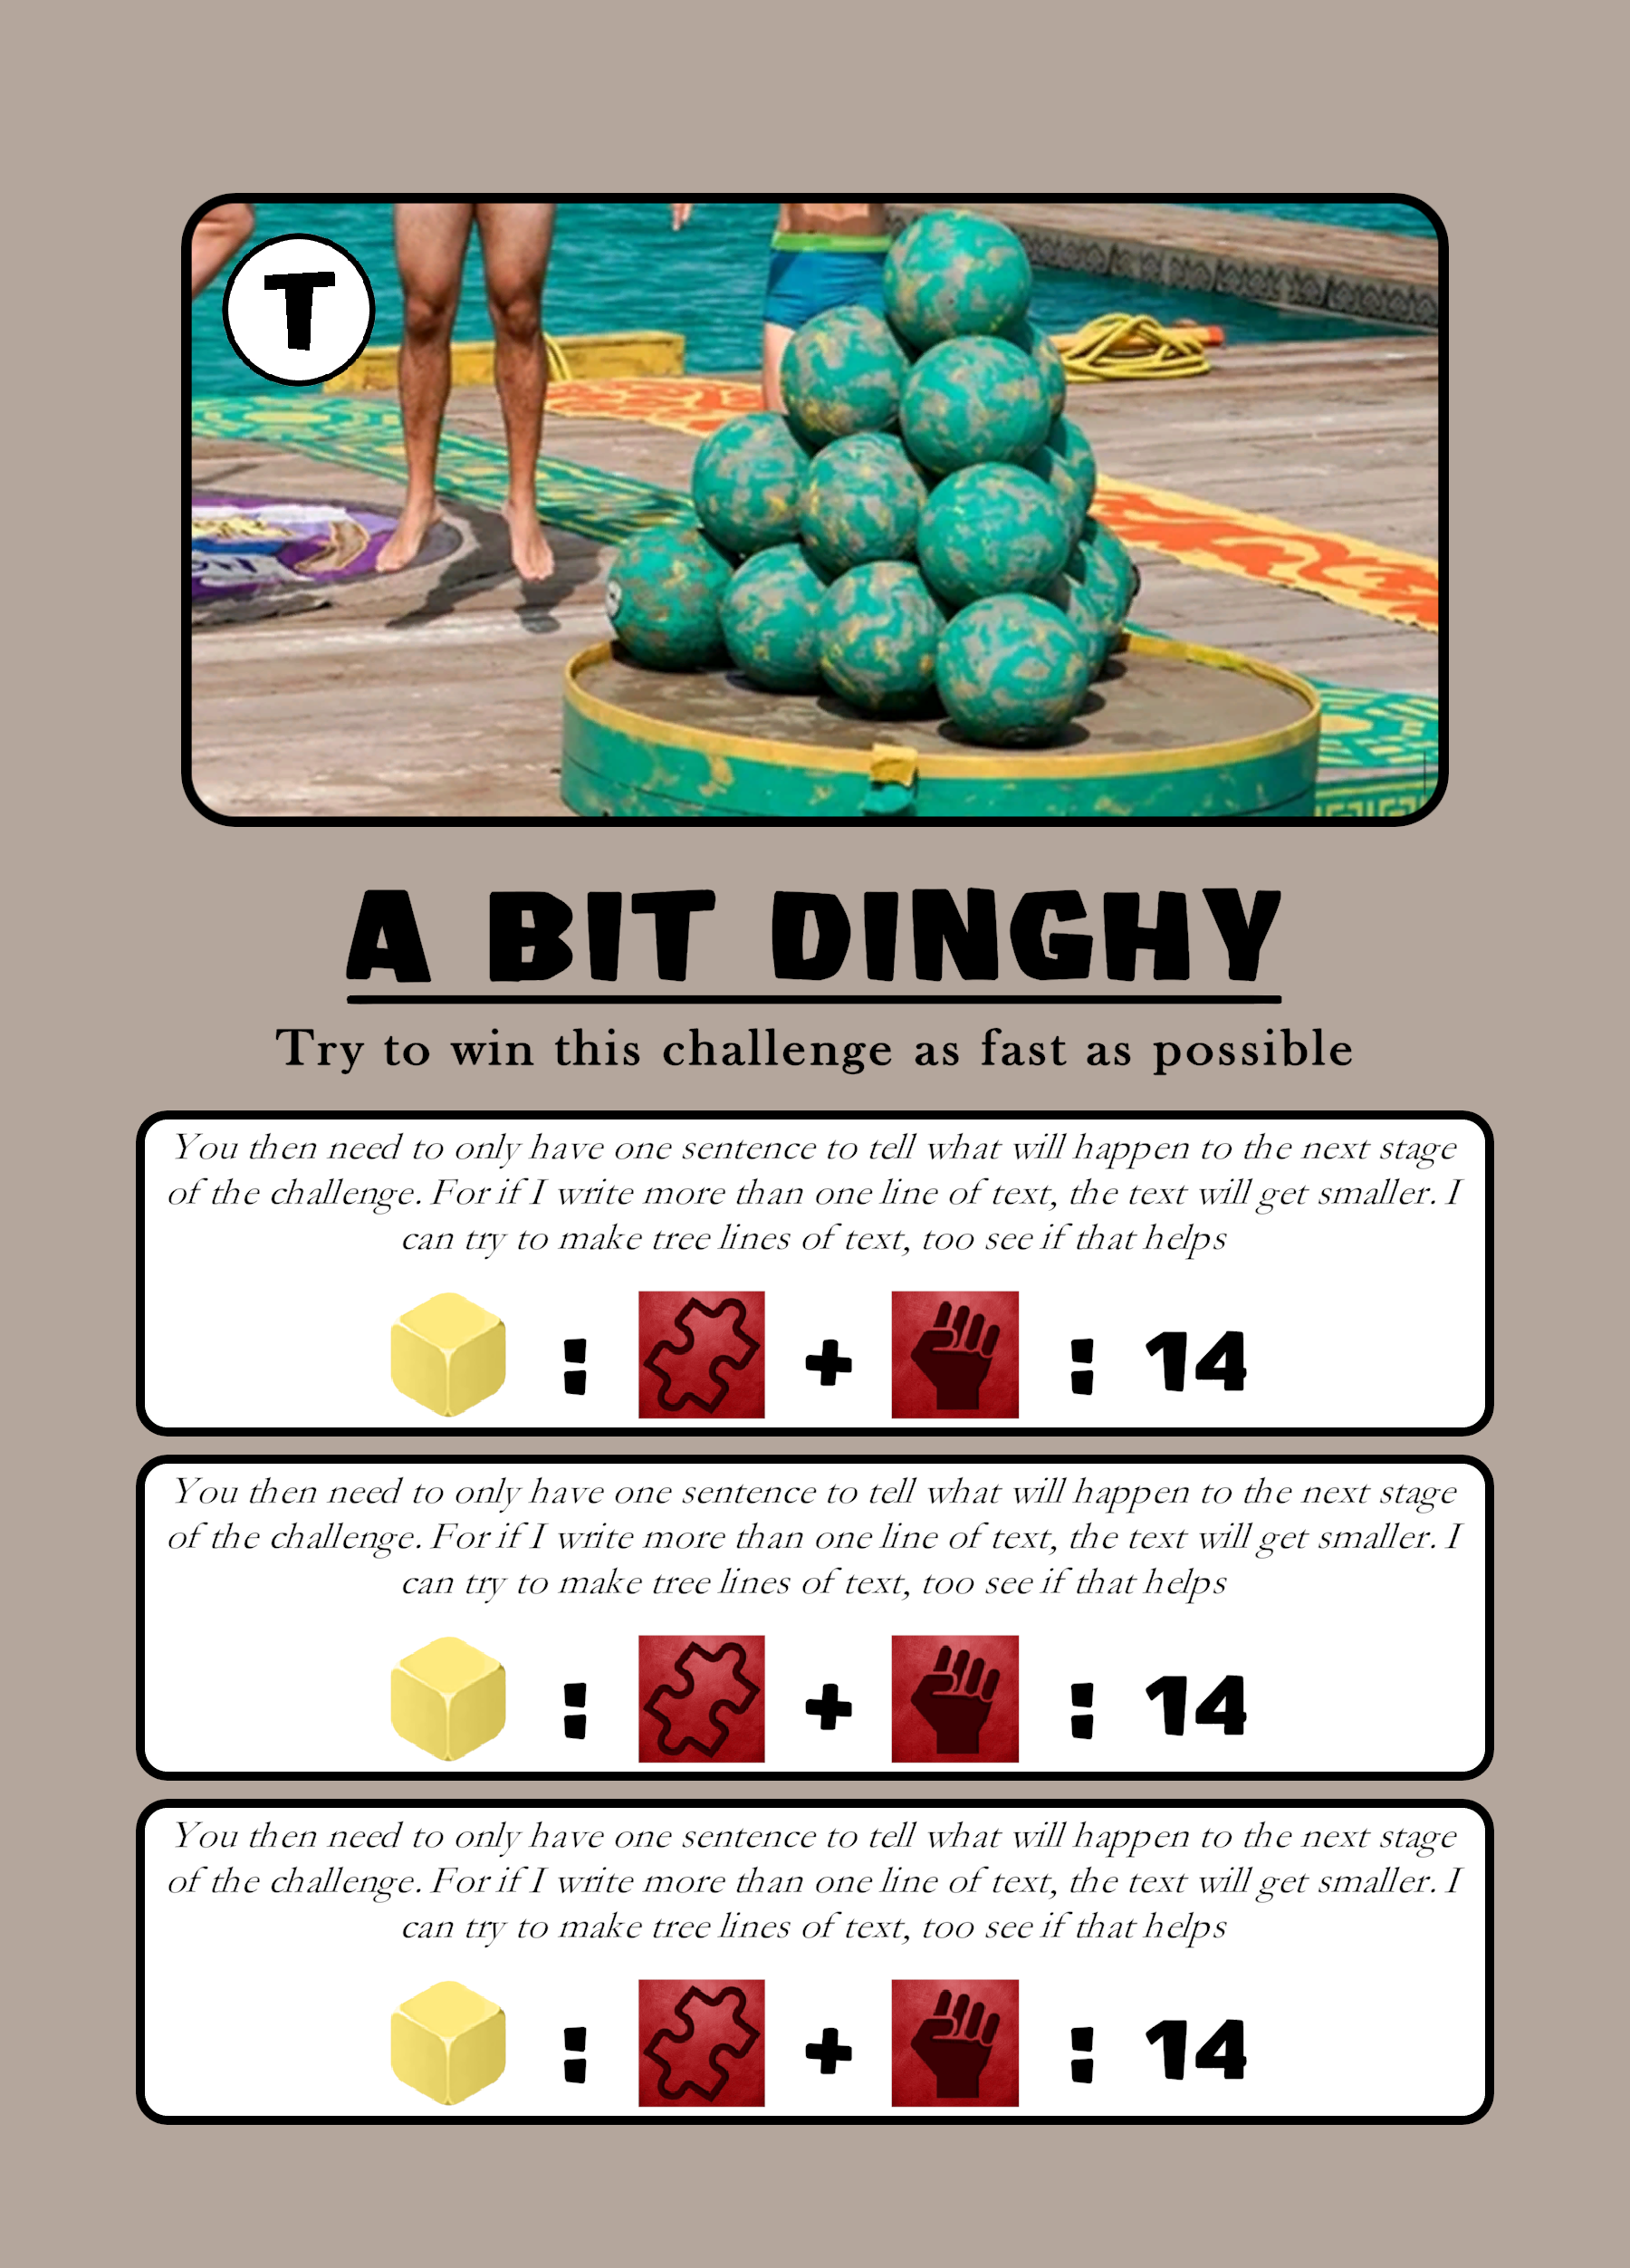 T
A BIT DINGHY
Try to win this challenge as fast as possible
You then need to only have one sentence to tell what will happen to the next stage
of the challenge. For if I write more than one line of text, the text will get smaller. I
can try to make tree lines of text, too see if that helps
: + : 14
You then need to only have one sentence to tell what will happen to the next stage
of the challenge. For if I write more than one line of text, the text will get smaller. I
can try to make tree lines of text, too see if that helps
: + : 14
You then need to only have one sentence to tell what will happen to the next stage
of the challenge. For if I write more than one line of text, the text will get smaller. I
can try to make tree lines of text, too see if that helps
: + : 14